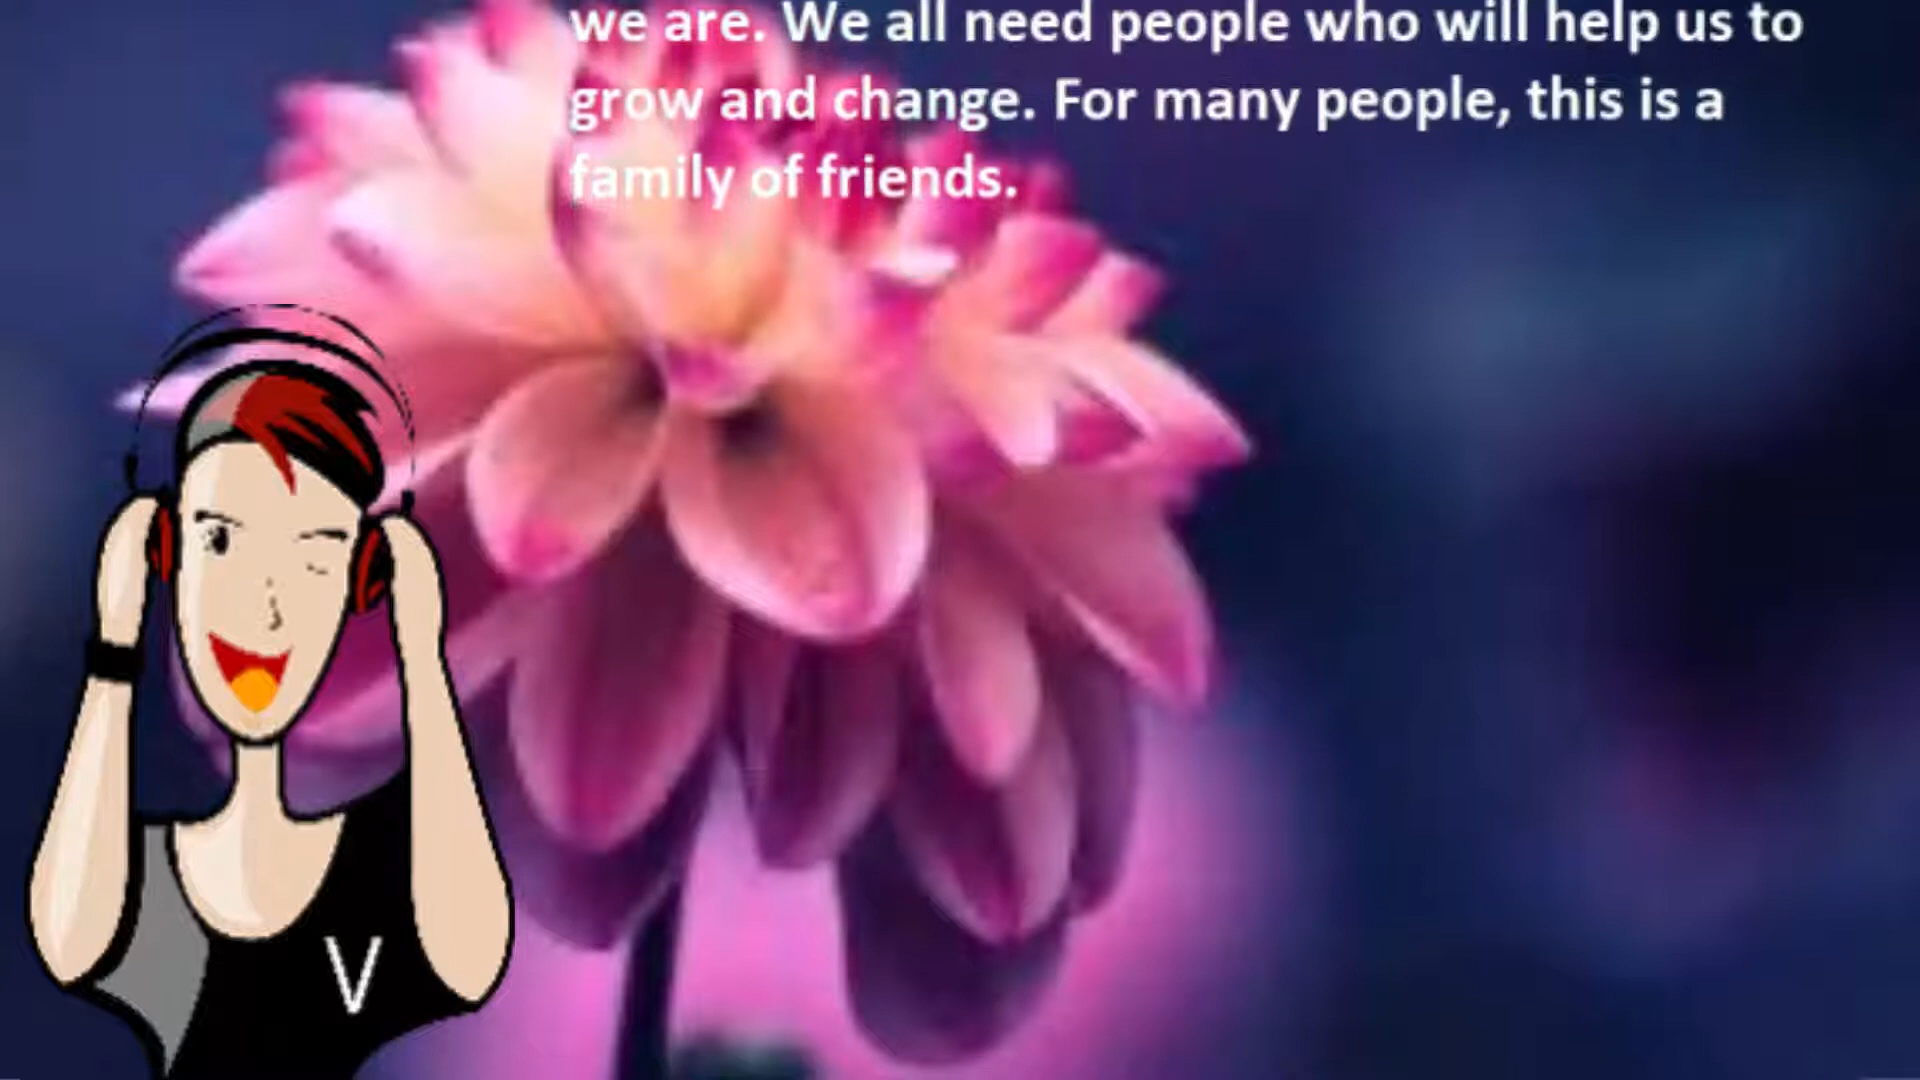 we are. We all need people who will help us to
grow and change. For many people, this is a
family of friends.
V